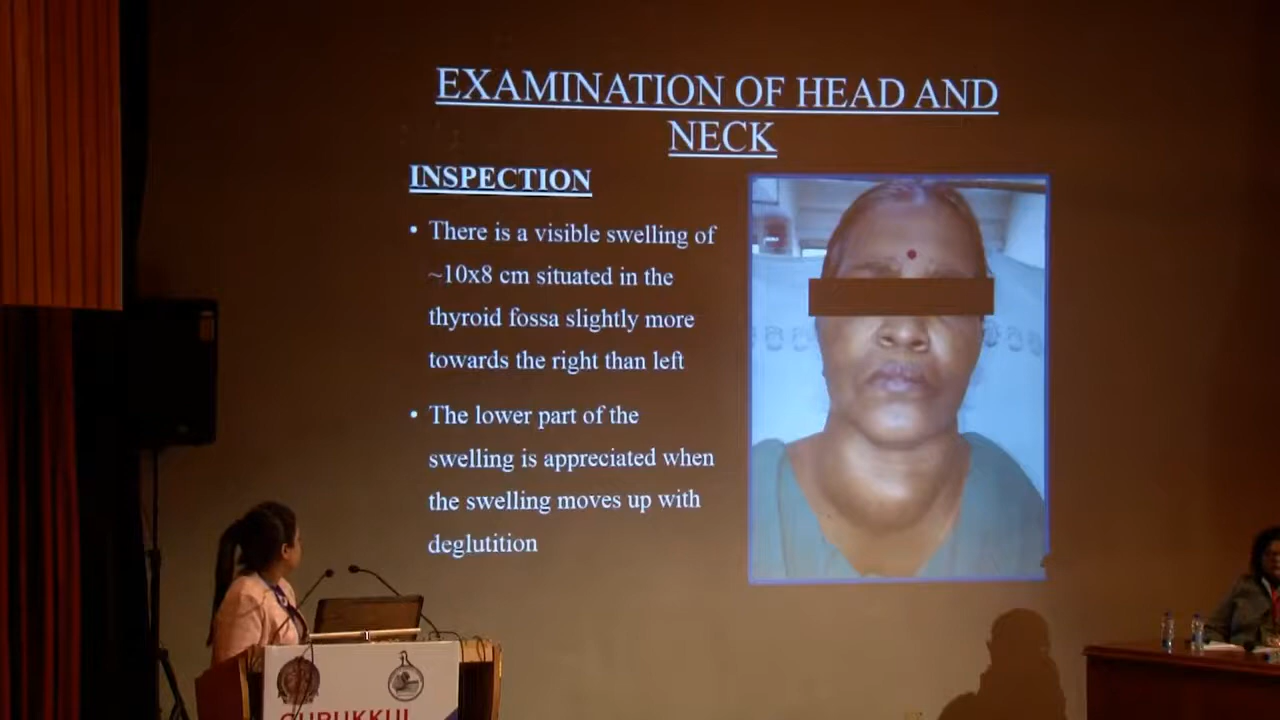 EXAMINATION OF HEAD AND
NECK
INSPECTION
• There is a visible swelling of
~10x8 cm situated in the
thyroid fossa slightly more
towards the right than left
• The lower part of the
swelling is appreciated when
the swelling moves up with
deglutition
GURUKKUL